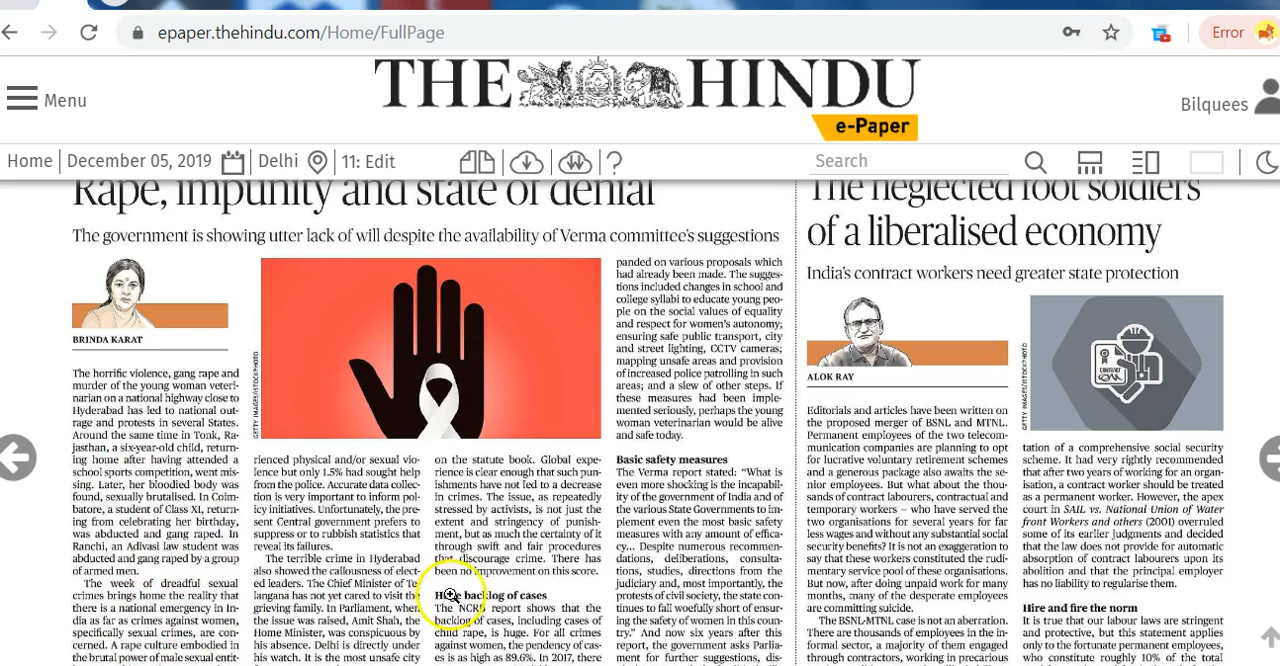 epaper.thehindu.com/Home/FullPage
Error
Menu
THE HINDU
e-Paper
Bilquees
Home
December 05, 2019
Delhi
11: Edit
Search
Rape, impunity and state of denial
The government is showing utter lack of will despite the availability of Verma committee's suggestions
BRINDA KARAT
The horrific violence, gang rape and
murder of the young woman veteri-
narian on a national highway close to
Hyderabad has led to national out-
rage and protests in several States.
Around the same time in Tonk, Ra-
jasthan, a six-year-old child, return-
ing home after having attended a
school sports competition, went mis-
sing. Later, her bloodied body was
found, sexually brutalised. In Coim-
batore, a student of Class XI, return-
ing from celebrating her birthday,
was abducted and gang raped. In
Ranchi, an Adivasi law student was
abducted and gang raped by a group
of armed men.
The week of dreadful sexual
crimes brings home the reality that
there is a national emergency in In-
dia as far as crimes against women,
specifically sexual crimes, are con-
cerned. A rape culture embodied in
the brutal power of male sexual entit-
GETTY IMAGES/ISTOCKPHOTO
rienced physical and/or sexual vio-
lence but only 1.5% had sought help
from the police. Accurate data collec-
tion is very important to inform pol-
icy initiatives. Unfortunately, the pre-
sent Central government prefers to
suppress or to rubbish statistics that
reveal its failures.
The terrible crime in Hyderabad
also showed the callousness of elect-
ed leaders. The Chief Minister of Te-
langana has not yet cared to visit the
grieving family. In Parliament, when
the issue was raised, Amit Shah, the
Home Minister, was conspicuous by
his absence. Delhi is directly under
his watch. It is the most unsafe city
on the statute book. Global expe-
rience is clear enough that such pun-
ishments have not led to a decrease
in crimes. The issue, as repeatedly
stressed by activists, is not just the
extent and stringency of punish-
ment, but as much the certainty of it
through swift and fair procedures
that discourage crime. There has
been no improvement on this score.
Huge backlog of cases
The NCRB report shows that the
backlog of cases, including cases of
child rape, is huge. For all crimes
against women, the pendency of cas-
es is as high as 89.6%. In 2017, there
panded on various proposals which
had already been made. The sugges-
tions included changes in school and
college syllabi to educate young peo-
ple on the social values of equality
and respect for women's autonomy;
ensuring safe public transport, city
and street lighting, CCTV cameras;
mapping unsafe areas and provision
of increased police patrolling in such
areas; and a slew of other steps. If
these measures had been imple-
mented seriously, perhaps the young
woman veterinarian would be alive
and safe today.
Basic safety measures
The Verma report stated: "What is
even more shocking is the incapabil-
ity of the government of India and of
the various State Governments to im-
plement even the most basic safety
measures with any amount of effi-
cacy... Despite numerous recommen-
dations, deliberations, consulta-
tions, studies, directions from the
judiciary and, most importantly, the
protests of civil society, the state con-
tinues to fall woefully short of ensur-
ing the safety of women in this coun-
try." And now six years after this
report, the government asks Parlia-
ment for further suggestions, dis-
The neglected foot soldiers
of a liberalised economy
India's contract workers need greater state protection
ALOK RAY
Editorials and articles have been written on
the proposed merger of BSNL and MTNL.
Permanent employees of the two telecom-
munication companies are planning to opt
for lucrative voluntary retirement schemes
and a generous package also awaits the se-
nior employees. But what about the thou-
sands of contract labourers, contractual and
temporary workers – who have served the
two organisations for several years for far
less wages and without any substantial social
security benefits? It is not an exaggeration to
say that these workers constituted the rudi-
mentary service pool of these organisations.
But now, after doing unpaid work for many
months, many of the desperate employees
are committing suicide.
The BSNL-MTNL case is not an aberration.
There are thousands of employees in the in-
formal sector, a majority of them engaged
through contractors, working in precarious
GETTY IMAGES/ISTOCKPHOTO
CONTRACT
tation of a comprehensive social security
scheme. It had very rightly recommended
that after two years of working for an organ-
isation, a contract worker should be treated
as a permanent worker. However, the apex
court in SAIL vs. National Union of Water
front Workers and others (2001) overruled
some of its earlier judgments and decided
that the law does not provide for automatic
absorption of contract labourers upon its
abolition and that the principal employer
has no liability to regularise them.
Hire and fire the norm
It is true that our labour laws are stringent
and protective, but this statement applies
only to the fortunate permanent employees,
who constitute roughly 10% of the total